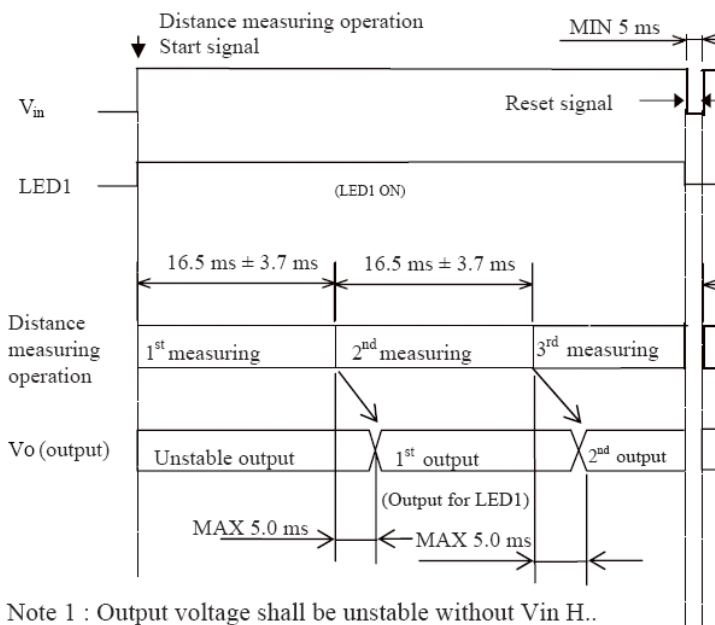 Distance measuring operation
Start signal
MIN 5 ms
Vin
Reset signal
LED1
(LED1 ON)
16.5 ms ± 3.7 ms
16.5 ms ± 3.7 ms
Distance
measuring
operation
1st measuring
2nd measuring
3rd measuring
Vo (output)
Unstable output
1st output
2nd output
(Output for LED1)
MAX 5.0 ms
MAX 5.0 ms
Note 1 : Output voltage shall be unstable without Vin H..